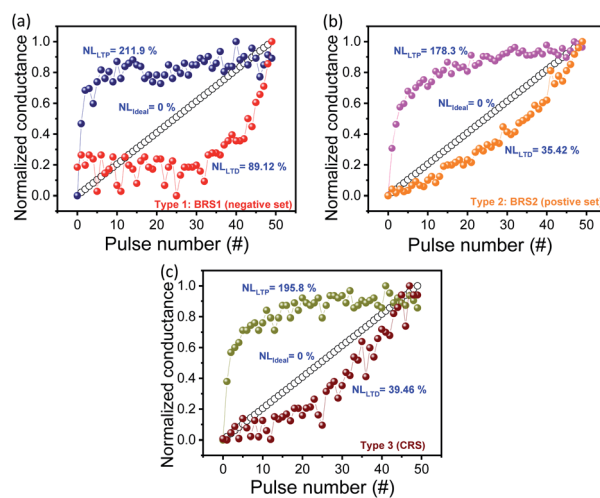 (a)
Normalized conductance
1.0
0.8
0.6
0.4
0.2
0.0
NL_LTP = 211.9 %
NL_Ideal= 0 %
NL_LTD = 89.12 %
Type 1: BRS1 (negative set)
0 10 20 30 40 50
Pulse number (#)
(b)
Normalized conductance
1.0
0.8
0.6
0.4
0.2
0.0
NL_LTP = 178.3 %
NL_Ideal= 0 %
NL_LTD = 35.42 %
Type 2: BRS2 (postive set)
0 10 20 30 40 50
Pulse number (#)
(c)
Normalized conductance
1.0
0.8
0.6
0.4
0.2
0.0
NL_LTP = 195.8 %
NL_Ideal= 0 %
NL_LTD = 39.46 %
Type 3 (CRS)
0 10 20 30 40 50
Pulse number (#)